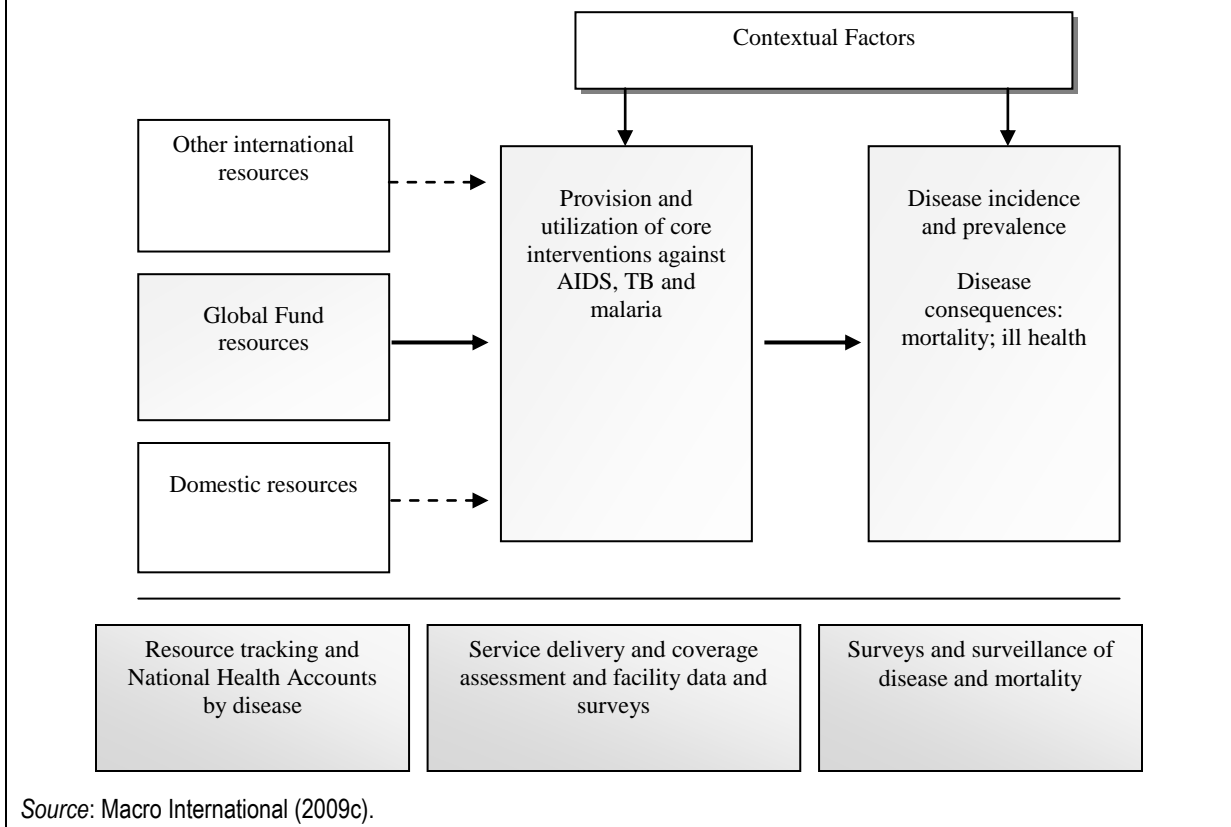 Contextual Factors
Other international
resources
Global Fund
resources
Domestic resources
Provision and
utilization of core
interventions against
AIDS, TB and
malaria
Disease incidence
and prevalence
Disease
consequences:
mortality; ill health
Resource tracking and
National Health Accounts
by disease
Service delivery and coverage
assessment and facility data and
surveys
Surveys and surveillance of
disease and mortality
Source: Macro International (2009c).